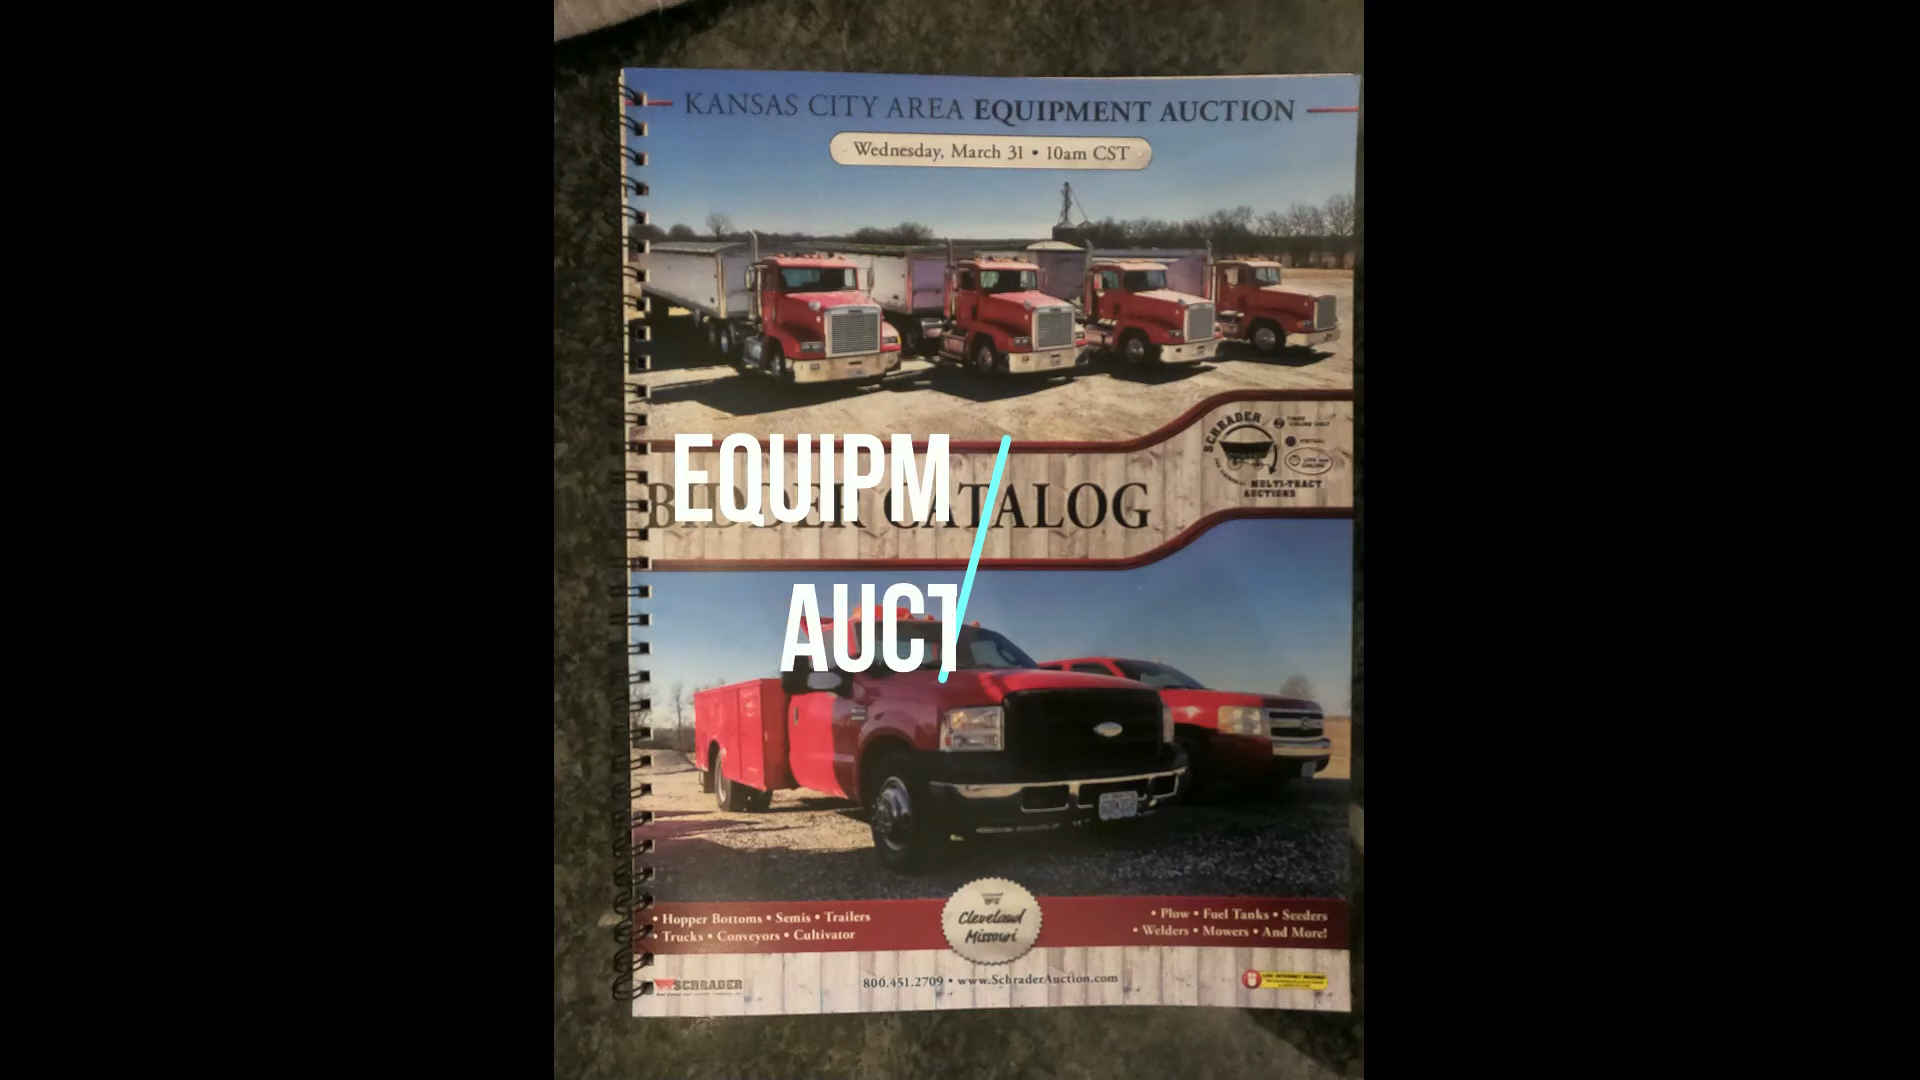 KANSAS CITY AREA EQUIPMENT AUCTION
Wednesday, March 31 • 10am CST
SCHRADER
MULTI-TRACT
AUCTIONS
EQUIPM
BIDDER CATALOG
AUCT
• Hopper Bottoms • Semis • Trailers
• Trucks • Conveyors • Cultivator
Cleveland
Missouri
• Plow • Fuel Tanks • Seeders
• Welders • Mowers • And More!
SCHRADER
800.451.2709 • www.SchraderAuction.com